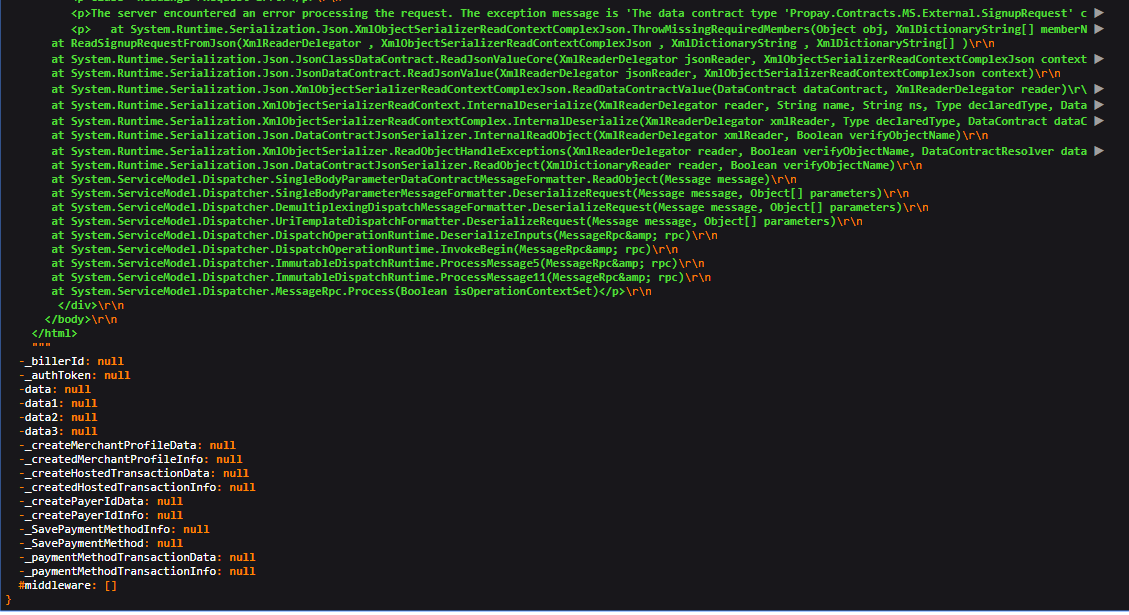 <p>The server encountered an error processing the request. The exception message is 'The data contract type 'Propay.Contracts.MS.External.SignupRequest' c ▶
<p>   at System.Runtime.Serialization.Json.XmlObjectSerializerReadContextComplexJson.ThrowMissingRequiredMembers(Object obj, XmlDictionaryString[] memberN ▶
at ReadSignupRequestFromJson(XmlReaderDelegator , XmlObjectSerializerReadContextComplexJson , XmlDictionaryString , XmlDictionaryString[] )\r\n
at System.Runtime.Serialization.Json.JsonClassDataContract.ReadJsonValueCore(XmlReaderDelegator jsonReader, XmlObjectSerializerReadContextComplexJson context ▶
at System.Runtime.Serialization.Json.JsonDataContract.ReadJsonValue(XmlReaderDelegator jsonReader, XmlObjectSerializerReadContextComplexJson context)\r\n
at System.Runtime.Serialization.Json.XmlObjectSerializerReadContextComplexJson.ReadDataContractValue(DataContract dataContract, XmlReaderDelegator reader)\r\ ▶
at System.Runtime.Serialization.XmlObjectSerializerReadContext.InternalDeserialize(XmlReaderDelegator reader, String name, String ns, Type declaredType, Data ▶
at System.Runtime.Serialization.XmlObjectSerializerReadContextComplex.InternalDeserialize(XmlReaderDelegator xmlReader, Type declaredType, DataContract dataC ▶
at System.Runtime.Serialization.Json.DataContractJsonSerializer.InternalReadObject(XmlReaderDelegator xmlReader, Boolean verifyObjectName)\r\n
at System.Runtime.Serialization.XmlObjectSerializer.ReadObjectHandleExceptions(XmlReaderDelegator reader, Boolean verifyObjectName, DataContractResolver data ▶
at System.Runtime.Serialization.Json.DataContractJsonSerializer.ReadObject(XmlDictionaryReader reader, Boolean verifyObjectName)\r\n
at System.ServiceModel.Dispatcher.SingleBodyParameterDataContractMessageFormatter.ReadObject(Message message)\r\n
at System.ServiceModel.Dispatcher.SingleBodyParameterMessageFormatter.DeserializeRequest(Message message, Object[] parameters)\r\n
at System.ServiceModel.Dispatcher.DemultiplexingDispatchMessageFormatter.DeserializeRequest(Message message, Object[] parameters)\r\n
at System.ServiceModel.Dispatcher.UriTemplateDispatchFormatter.DeserializeRequest(Message message, Object[] parameters)\r\n
at System.ServiceModel.Dispatcher.DispatchOperationRuntime.DeserializeInputs(MessageRpc&amp; rpc)\r\n
at System.ServiceModel.Dispatcher.DispatchOperationRuntime.InvokeBegin(MessageRpc&amp; rpc)\r\n
at System.ServiceModel.Dispatcher.ImmutableDispatchRuntime.ProcessMessage5(MessageRpc&amp; rpc)\r\n
at System.ServiceModel.Dispatcher.ImmutableDispatchRuntime.ProcessMessage11(MessageRpc&amp; rpc)\r\n
at System.ServiceModel.Dispatcher.MessageRpc.Process(Boolean isOperationContextSet)</p>\r\n
</div>\r\n
</body>\r\n
</html>
"""
-_billerId: null
-_authToken: null
-data: null
-data1: null
-data2: null
-data3: null
-_createMerchantProfileData: null
-_createdMerchantProfileInfo: null
-_createHostedTransactionData: null
-_createdHostedTransactionInfo: null
-_createPayerIdData: null
-_createPayerIdInfo: null
-_SavePaymentMethodInfo: null
-_SavePaymentMethod: null
-_paymentMethodTransactionData: null
-_paymentMethodTransactionInfo: null
#middleware: []
}